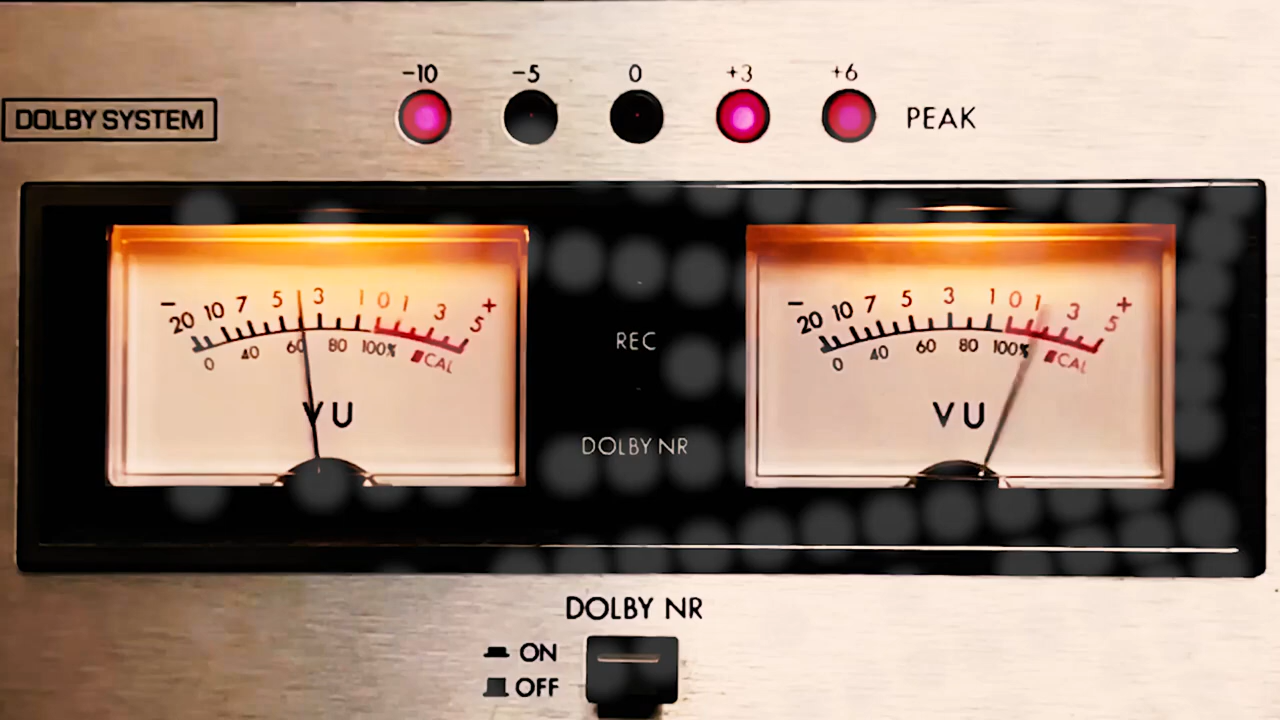 -10 -5 0 +3 +6
DOLBY SYSTEM
PEAK
- 20 10 7 5 3 1 0 1 3 5 +
0 40 60 80 100% CAL
VU
REC
DOLBY NR
- 20 10 7 5 3 1 0 1 3 5 +
0 40 60 80 100% CAL
VU
DOLBY NR
ON
OFF